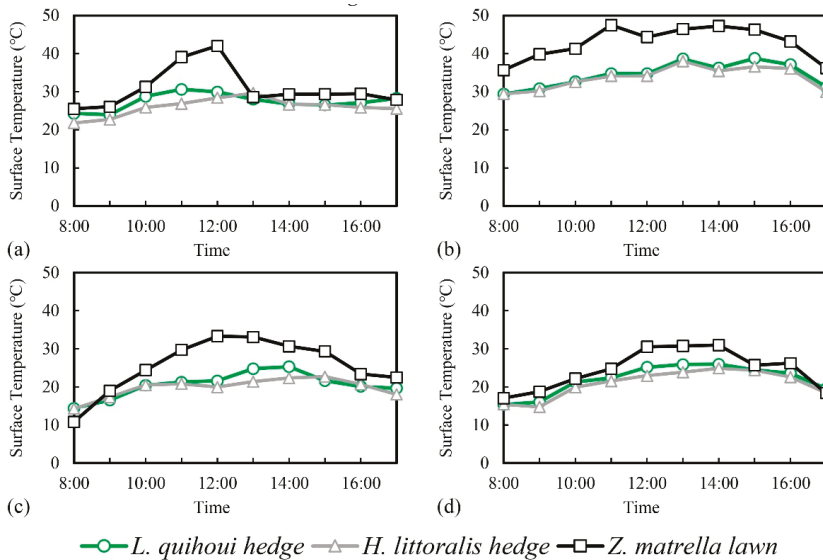 Surface Temperature (°C)
50
40
30
20
10
0
8:00 10:00 12:00 14:00 16:00
(a) Time
Surface Temperature (°C)
50
40
30
20
10
0
8:00 10:00 12:00 14:00 16:00
(b) Time
Surface Temperature (°C)
50
40
30
20
10
0
8:00 10:00 12:00 14:00 16:00
(c) Time
Surface Temperature (°C)
50
40
30
20
10
0
8:00 10:00 12:00 14:00 16:00
(d) Time
L. quihoui hedge H. littoralis hedge Z. matrella lawn